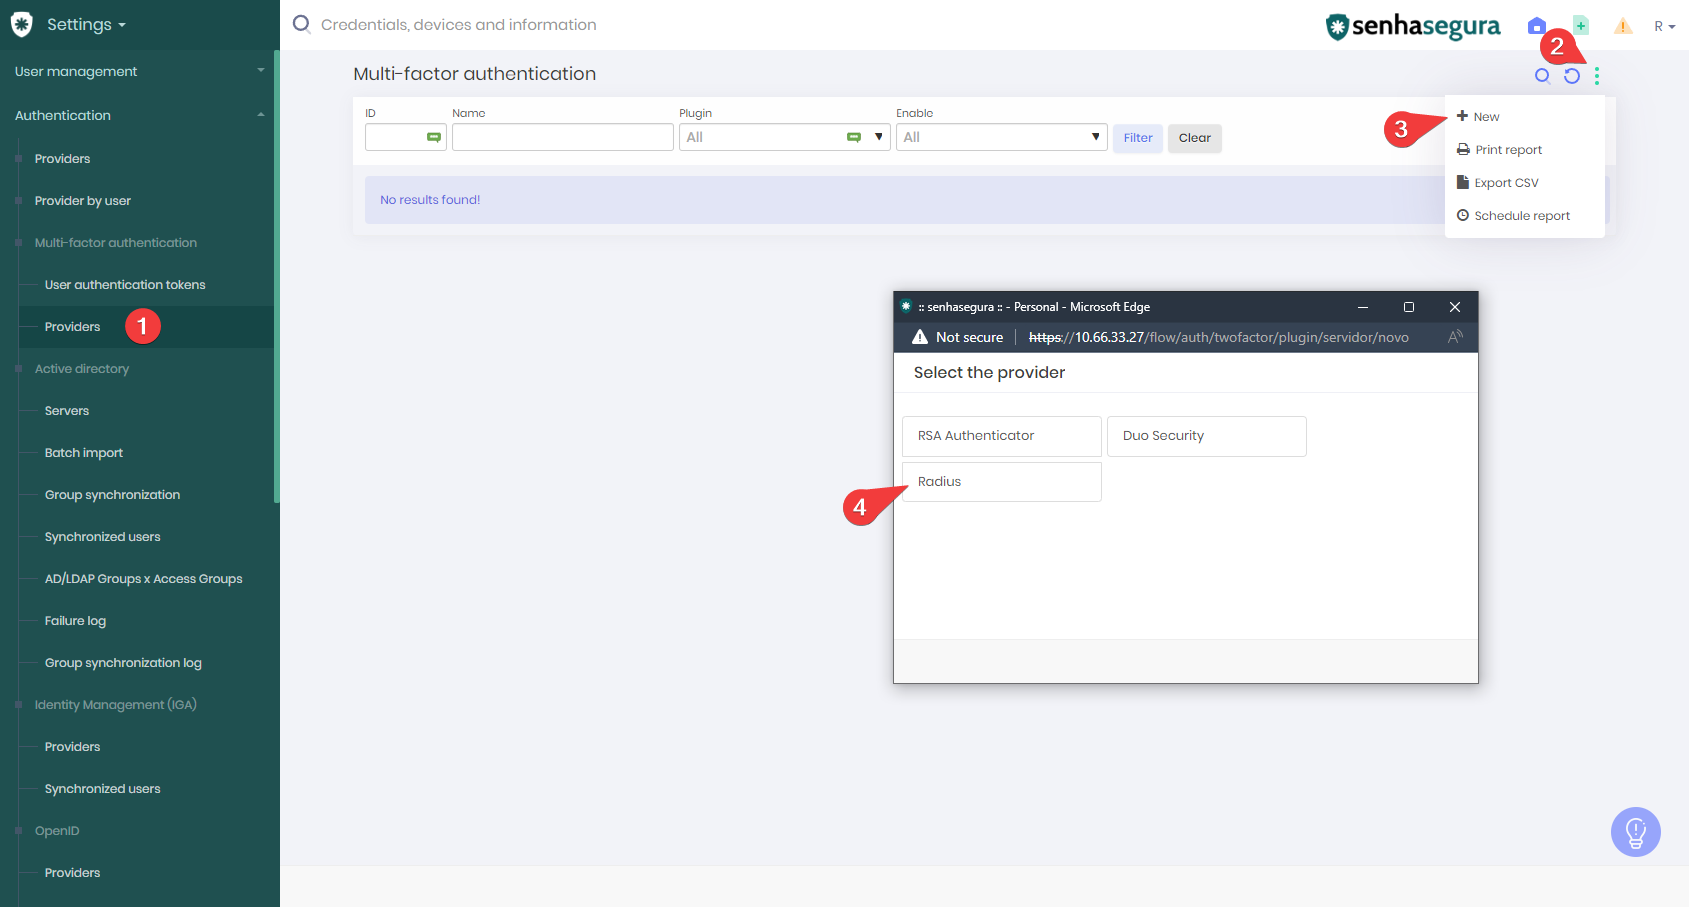 Settings
Credentials, devices and information
senhasegura
R
2
User management
Authentication
Providers
Provider by user
Multi-factor authentication
User authentication tokens
Providers
1
Active directory
Servers
Batch import
Group synchronization
Synchronized users
AD/LDAP Groups x Access Groups
Failure log
Group synchronization log
Identity Management (IGA)
Providers
Synchronized users
OpenID
Providers
Multi-factor authentication
ID
Name
Plugin
Enable
All
All
Filter
Clear
No results found!
3
New
Print report
Export CSV
Schedule report
:: senhasegura :: - Personal - Microsoft Edge
Not secure
https://10.66.33.27/flow/auth/twofactor/plugin/servidor/novo
Select the provider
RSA Authenticator
Duo Security
Radius
4